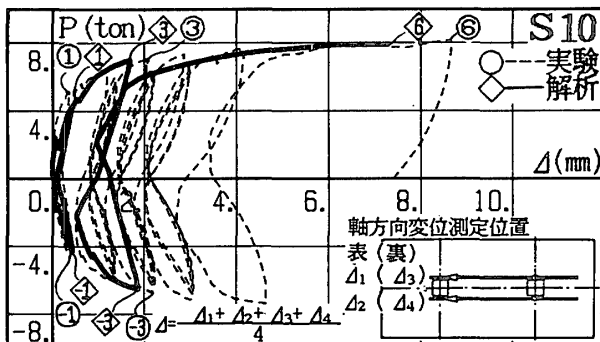 P (ton)
S10
① ◇1 ◇3 ③ ◇6 ⑥
○---- 実験
◇── 解析
8.
4.
Δ(mm)
0. 2. 4. 6. 8. 10.
-4.
-8.
-1 -1 -3 -3
Δ= Δ1+ Δ2+ Δ3+ Δ4 / 4
軸方向変位測定位置
表 (裏)
Δ1 ( Δ3)
Δ2 ( Δ4)